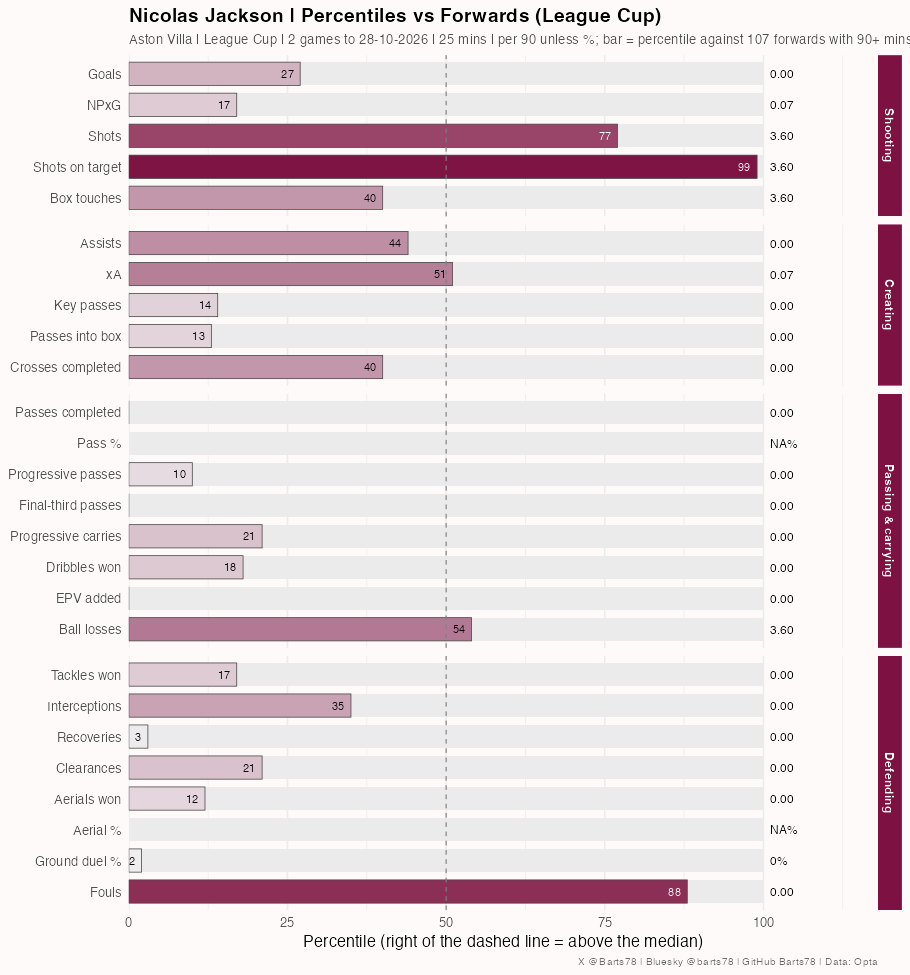 Nicolas Jackson | Percentiles vs Forwards (League Cup)
Aston Villa | League Cup | 2 games to 28-10-2026 | 25 mins | per 90 unless %; bar = percentile against 107 forwards with 90+ mins
Goals 27 0.00
NPxG 17 0.07
Shots 77 3.60
Shots on target 99 3.60
Box touches 40 3.60
Shooting
Assists 44 0.00
xA 51 0.07
Key passes 14 0.00
Passes into box 13 0.00
Crosses completed 40 0.00
Creating
Passes completed 0.00
Pass % NA%
Progressive passes 10 0.00
Final-third passes 0.00
Progressive carries 21 0.00
Dribbles won 18 0.00
EPV added 0.00
Ball losses 54 3.60
Passing & carrying
Tackles won 17 0.00
Interceptions 35 0.00
Recoveries 3 0.00
Clearances 21 0.00
Aerials won 12 0.00
Aerial % NA%
Ground duel % 2 0%
Fouls 88 0.00
Defending
0 25 50 75 100
Percentile (right of the dashed line = above the median)
X @Barts78 | Bluesky @barts78 | GitHub Barts78 | Data: Opta